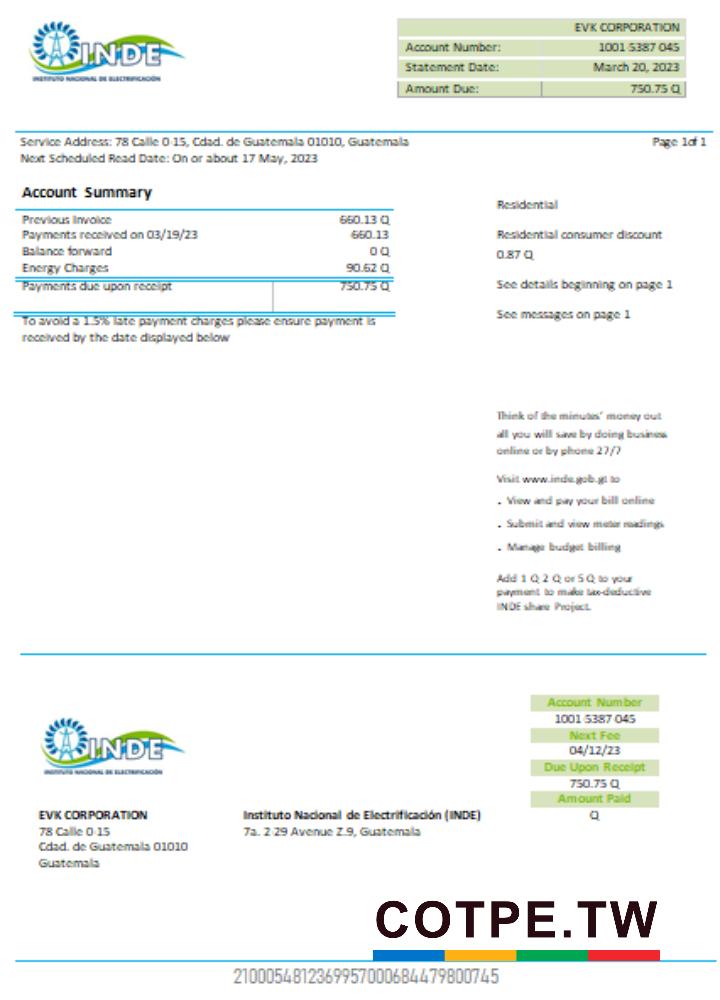 INDE
INSTITUTO NACIONAL DE ELECTRIFICACIÓN
EVK CORPORATION
Account Number: 1001 5387 045
Statement Date: March 20, 2023
Amount Due: 750.75 Q
Service Address: 78 Calle 0-15, Cdad. de Guatemala 01010, Guatemala
Page 1of 1
Next Scheduled Read Date: On or about 17 May, 2023
Account Summary
Previous Invoice 660.13 Q
Payments received on 03/19/23 660.13
Balance forward 0 Q
Energy Charges 90.62 Q
Payments due upon receipt 750.75 Q
To avoid a 1.5% late payment charges please ensure payment is
received by the date displayed below
Residential
Residential consumer discount
0.87 Q
See details beginning on page 1
See messages on page 1
Think of the minutes' money out
all you will save by doing business
online or by phone 27/7
Visit www.inde.gob.gt to
. View and pay your bill online
. Submit and view meter readings
. Manage budget billing
Add 1 Q 2 Q or 5 Q to your
payment to make tax-deductive
INDE share Project.
INDE
INSTITUTO NACIONAL DE ELECTRIFICACIÓN
Account Number
1001 5387 045
Next Fee
04/12/23
Due Upon Receipt
750.75 Q
Amount Paid
Q
EVK CORPORATION
78 Calle 0-15
Cdad. de Guatemala 01010
Guatemala
Instituto Nacional de Electrificación (INDE)
7a. 2-29 Avenue Z.9, Guatemala
COTPE.TW
2100054812369957000684479800745